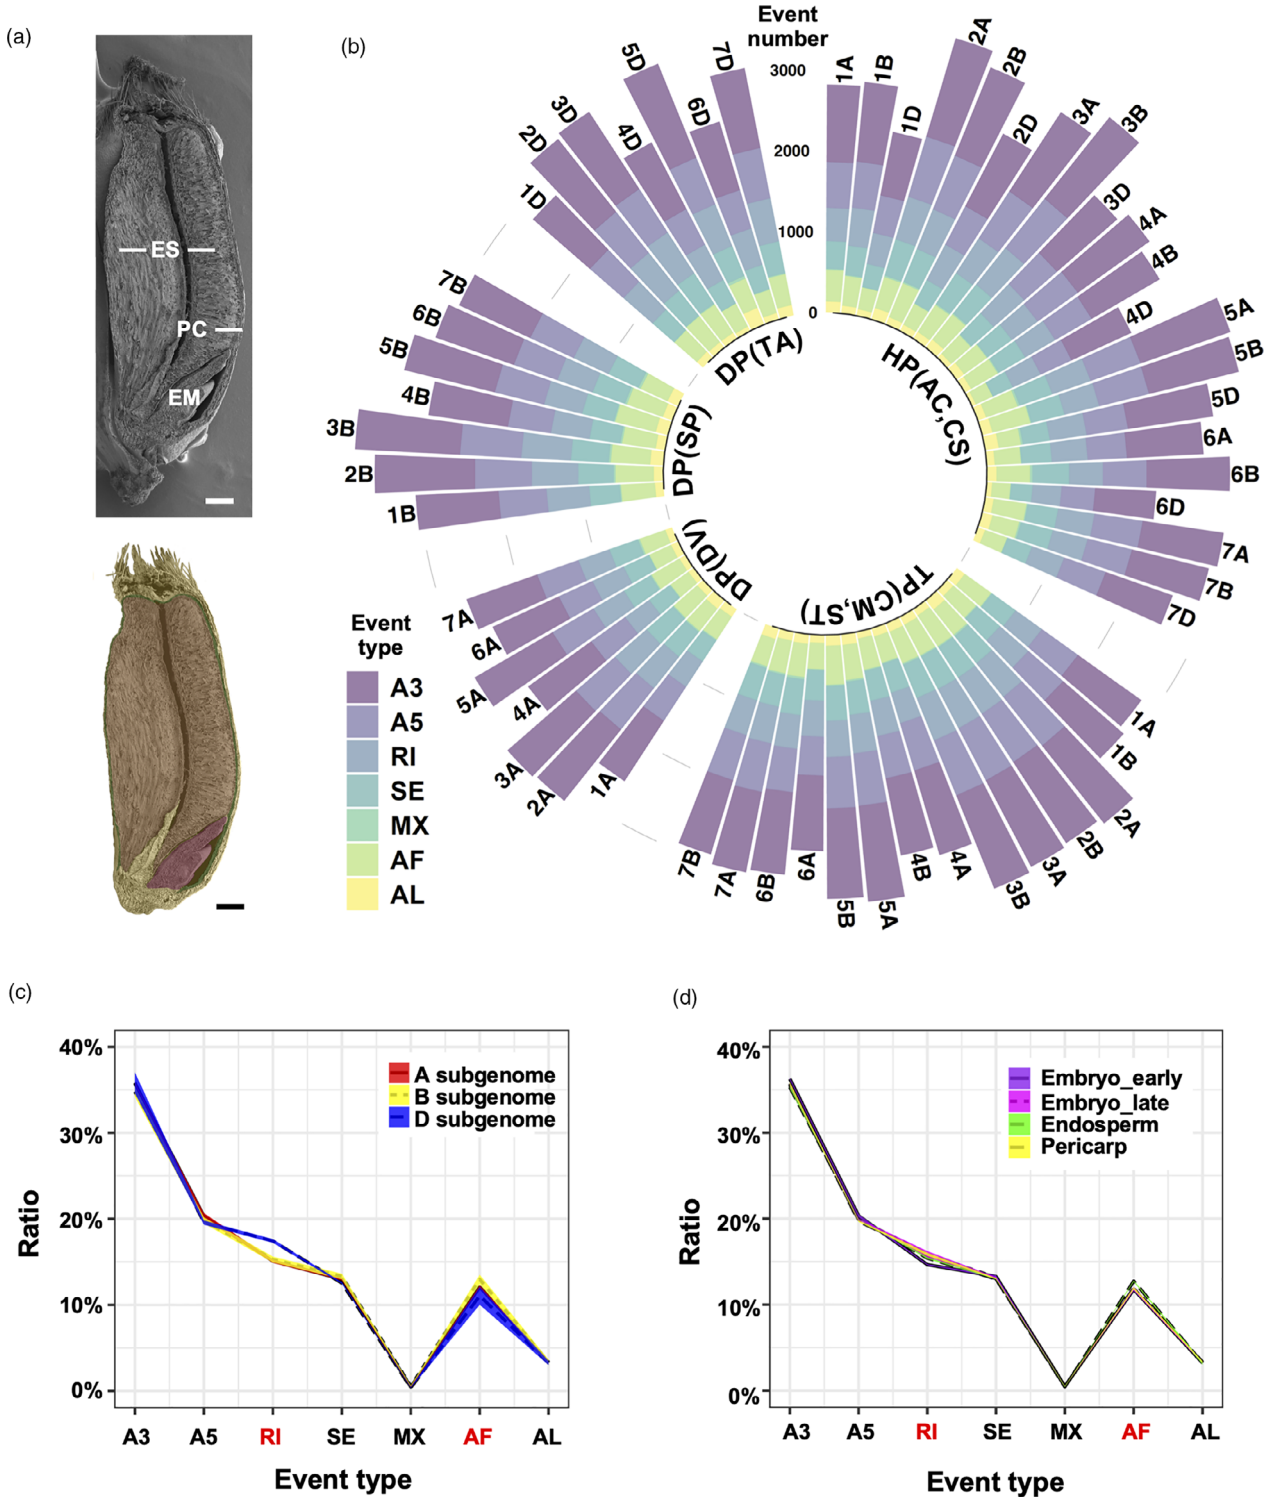 (a)
ES
PC
EM
(b)
Event
number
3000
2000
1000
0
1A
1B
1D
2A
2B
2D
3A
3B
3D
4A
4B
4D
5A
5B
5D
6A
6B
6D
7A
7B
7D
HP(AC,CS)
1A
1B
2A
2B
3A
3B
4A
4B
5A
5B
6A
6B
7A
7B
TP(CM,ST)
1A
2A
3A
4A
5A
6A
7A
DP(DV)
1B
2B
3B
4B
5B
6B
7B
DP(SP)
1D
2D
3D
4D
5D
6D
7D
DP(TA)
Event
type
A3
A5
RI
SE
MX
AF
AL
(c)
40%
30%
20%
10%
0%
Ratio
A subgenome
B subgenome
D subgenome
A3 A5 RI SE MX AF AL
Event type
(d)
40%
30%
20%
10%
0%
Ratio
Embryo_early
Embryo_late
Endosperm
Pericarp
A3 A5 RI SE MX AF AL
Event type